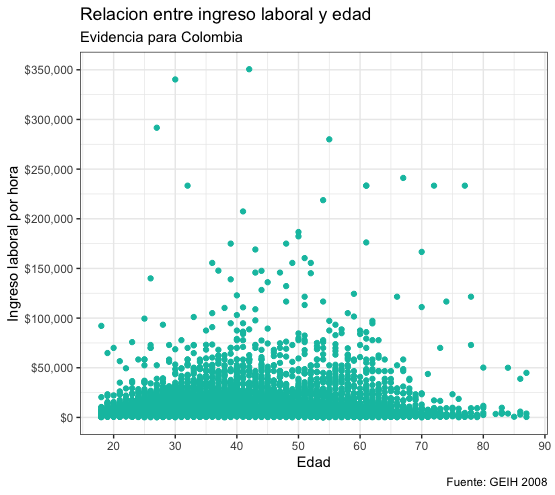 Relacion entre ingreso laboral y edad
Evidencia para Colombia
Ingreso laboral por hora
$350,000
$300,000
$250,000
$200,000
$150,000
$100,000
$50,000
$0
20 30 40 50 60 70 80 90
Edad
Fuente: GEIH 2008